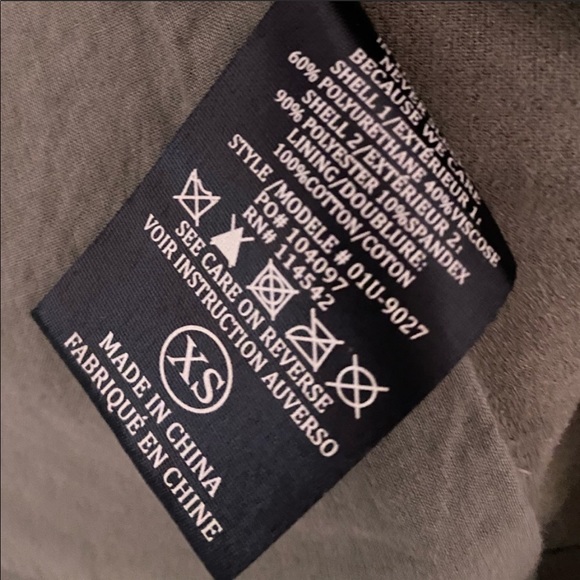 NEVER
BECAUSE WE CARE
SHELL 1/EXTÉRIEUR 1.
60% POLYURETHANE 40%VISCOSE
SHELL 2/EXTÉRIEUR 2.
90% POLYESTER 10%SPANDEX
LINING/DOUBLURE:
100%COTTON/COTON
STYLE /MODELE # 01U-9027
PO# 104097
RN# 114542
SEE CARE ON REVERSE
VOIR INSTRUCTION AUVERSO
XS
MADE IN CHINA
FABRIQUÉ EN CHINE